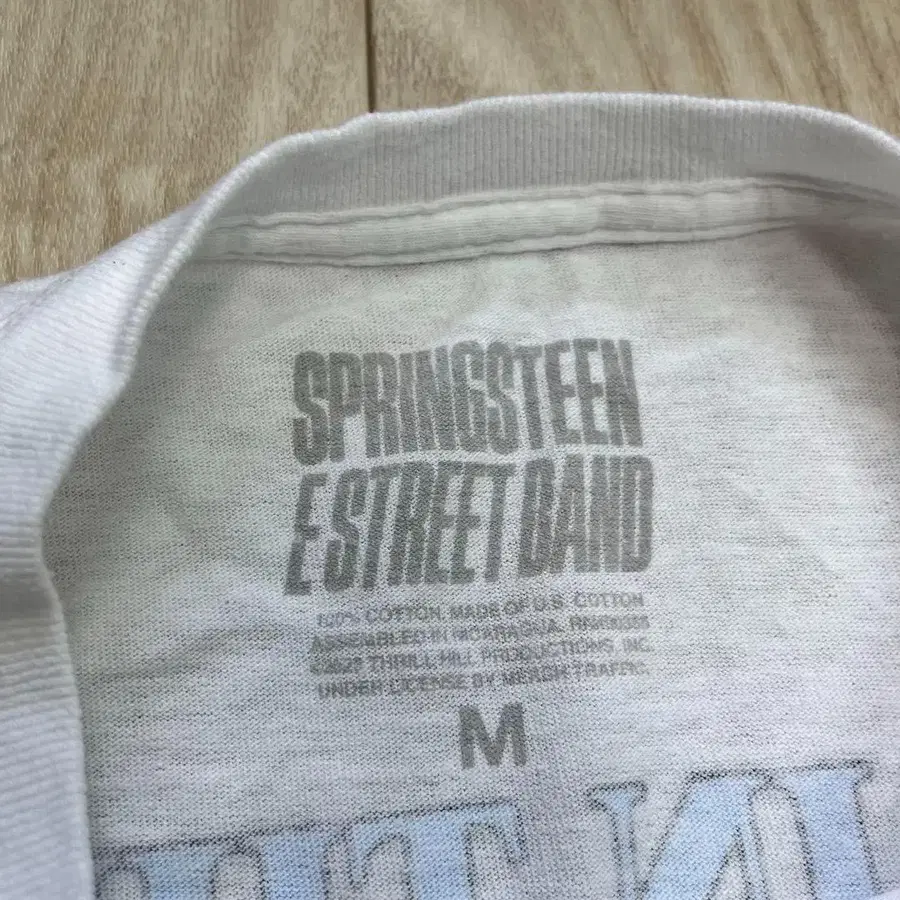 SPRINGSTEEN
E STREET BAND
100% COTTON. MADE OF U.S. COTTON
ASSEMBLED IN NICARAGUA.
THRILL HILL PRODUCTIONS, INC.
UNDER LICENSE BY MERCH TRAFFIC.
M